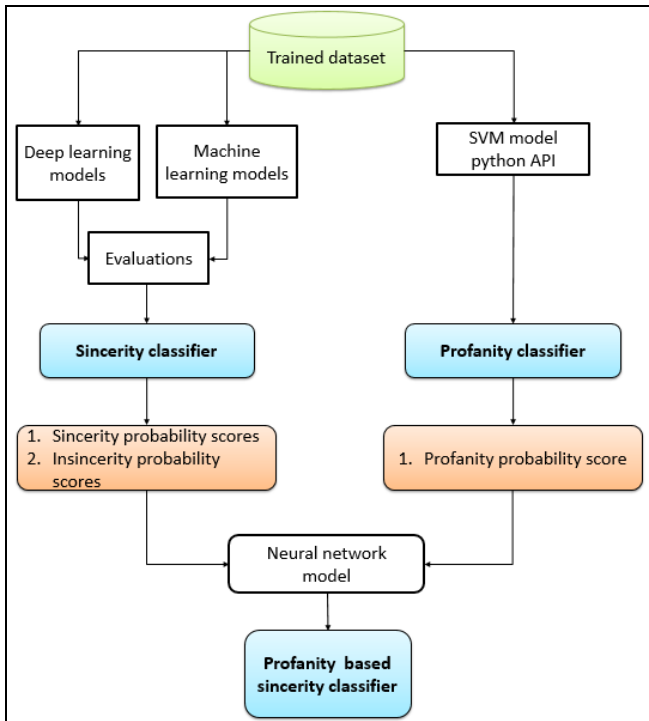 Trained dataset
Deep learning
models
Machine
learning models
SVM model
python API
Evaluations
Sincerity classifier
Profanity classifier
1. Sincerity probability scores
2. Insincerity probability
scores
1. Profanity probability score
Neural network
model
Profanity based
sincerity classifier